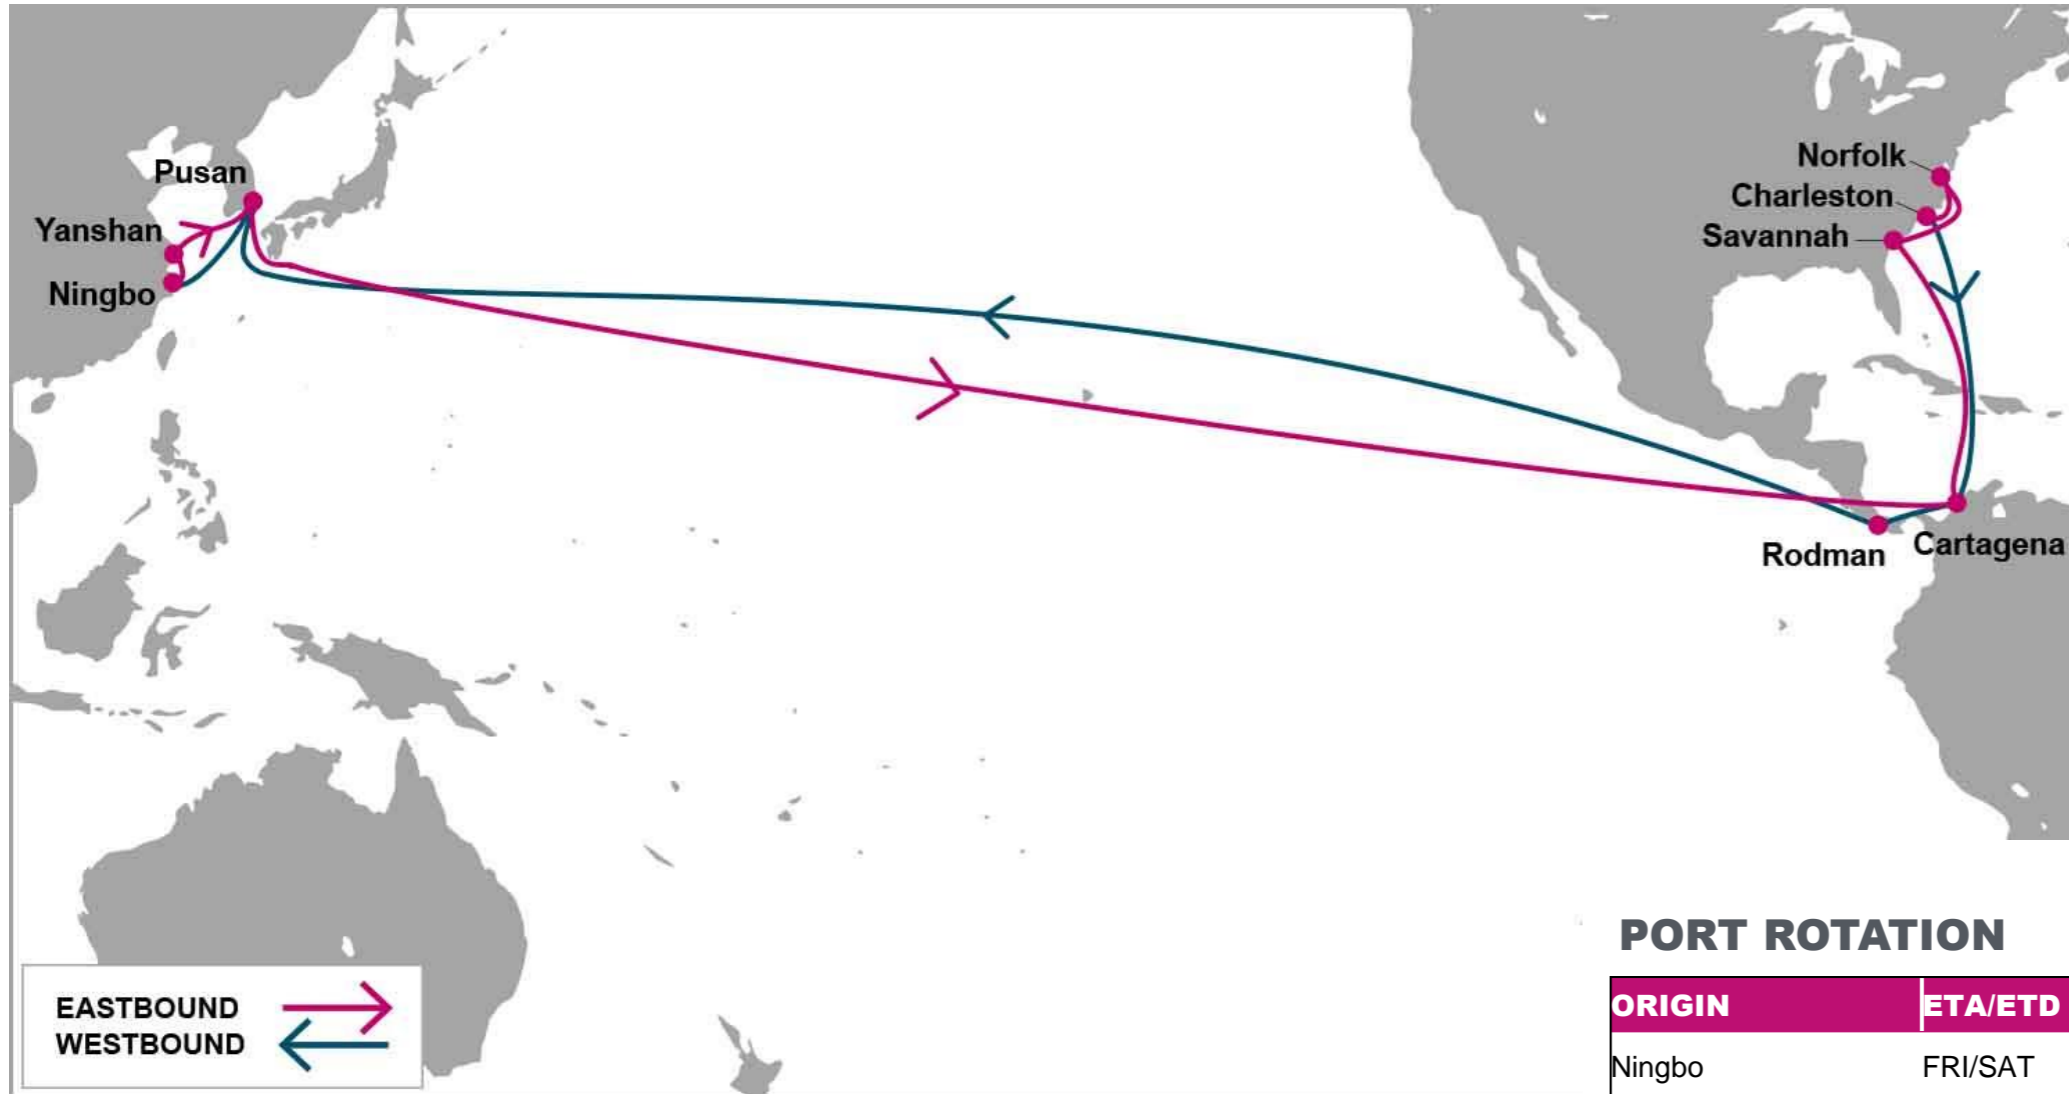 Norfolk
Pusan
Charleston
Yanshan
Savannah
Ningbo
Rodman
Cartagena
PORT ROTATION
ORIGIN ETA/ETD
Ningbo FRI/SAT
EASTBOUND
WESTBOUND